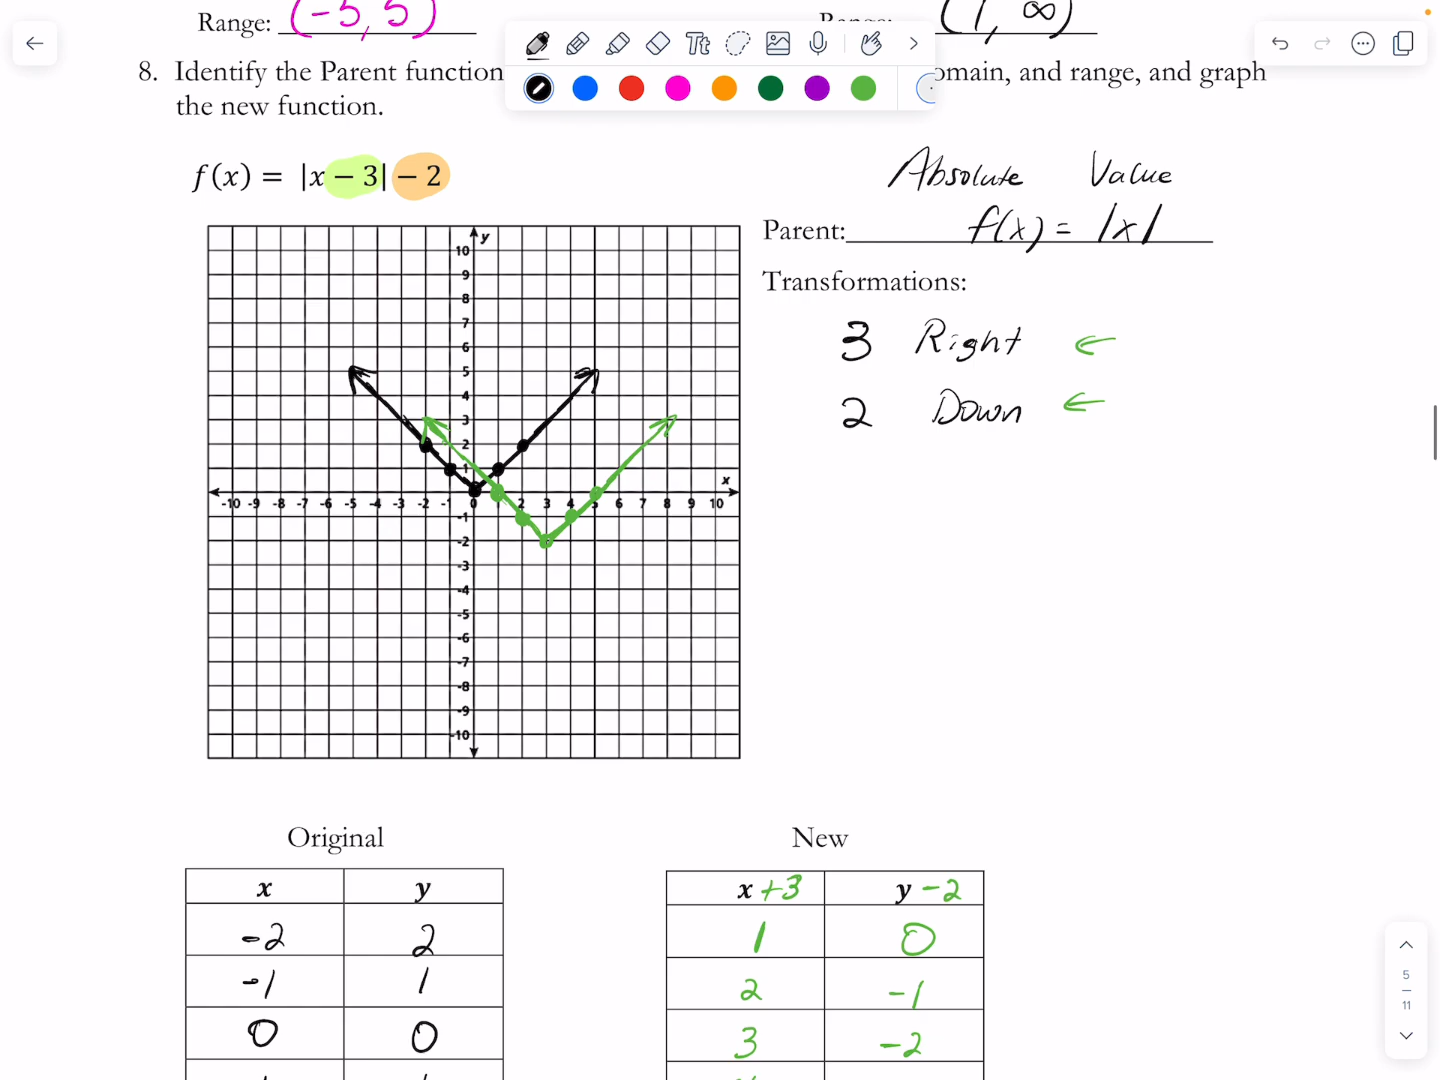 Range: (-5, 5)
(1, ∞)
Tt
8. Identify the Parent function
omain, and range, and graph
the new function.
f(x) = |x − 3| − 2
Absolute Value
Parent: f(x) = |x|
Transformations:
3 Right ←
2 Down ←
y
10
9
8
7
6
5
4
3
2
1
x
-10 -9 -8 -7 -6 -5 -4 -3 -2 - 0 2 3 4 5 6 7 8 9 10
-1
-2
-3
-4
-5
-6
-7
-8
-9
-10
Original
x y
-2 2
-1 1
0 0
New
x +3 y -2
1 0
2 -1
3 -2
5
11